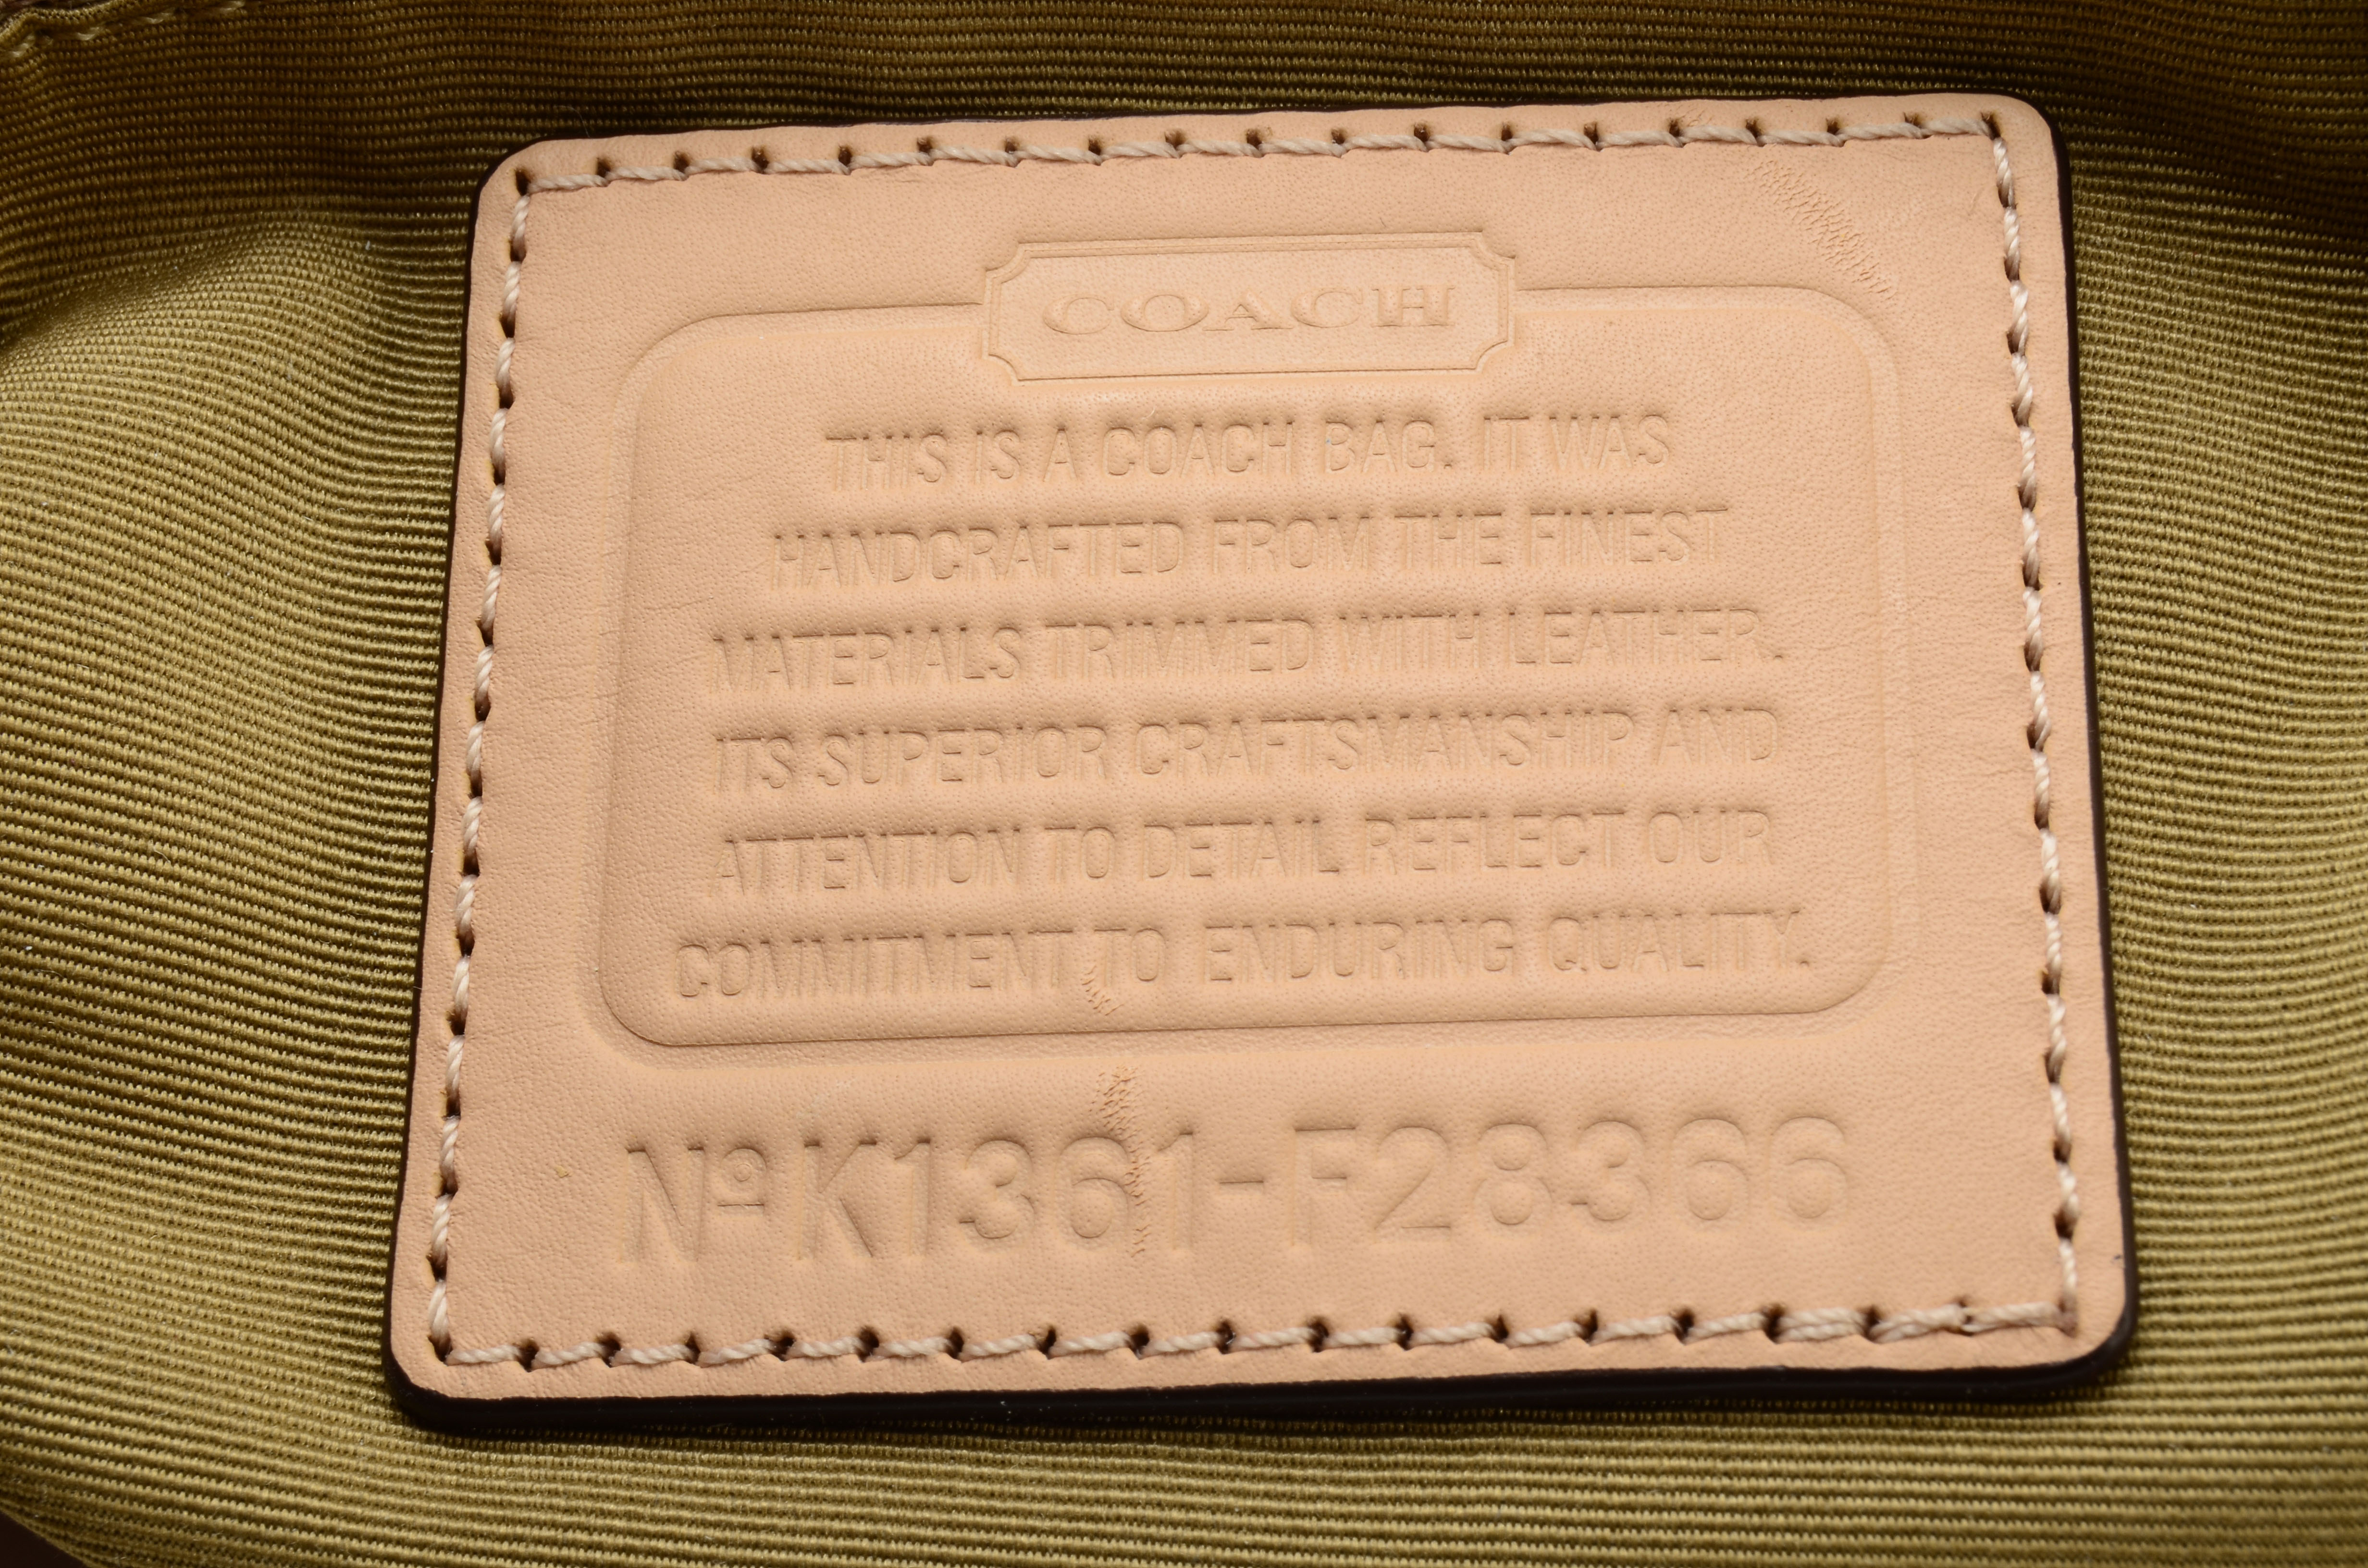 COACH
THIS IS A COACH BAG. IT WAS
HANDCRAFTED FROM THE FINEST
MATERIALS TRIMMED WITH LEATHER.
ITS SUPERIOR CRAFTSMANSHIP AND
ATTENTION TO DETAIL REFLECT OUR
COMMITMENT TO ENDURING QUALITY.
Nº K1361-F28366